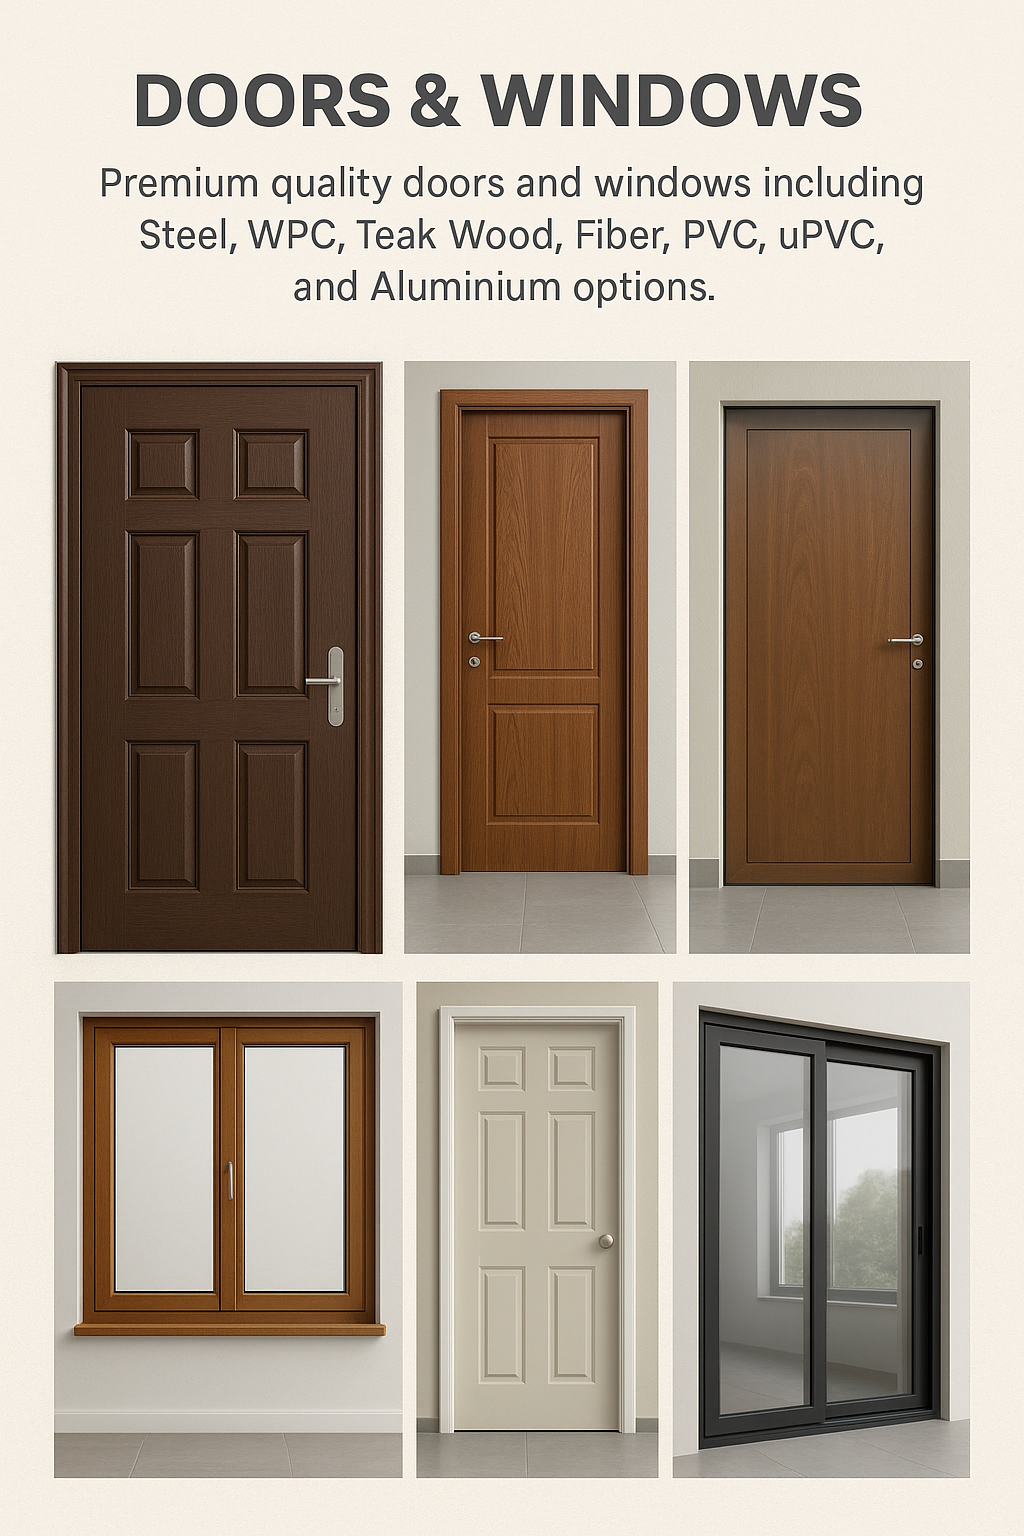 DOORS & WINDOWS
Premium quality doors and windows including
Steel, WPC, Teak Wood, Fiber, PVC, uPVC,
and Aluminium options.